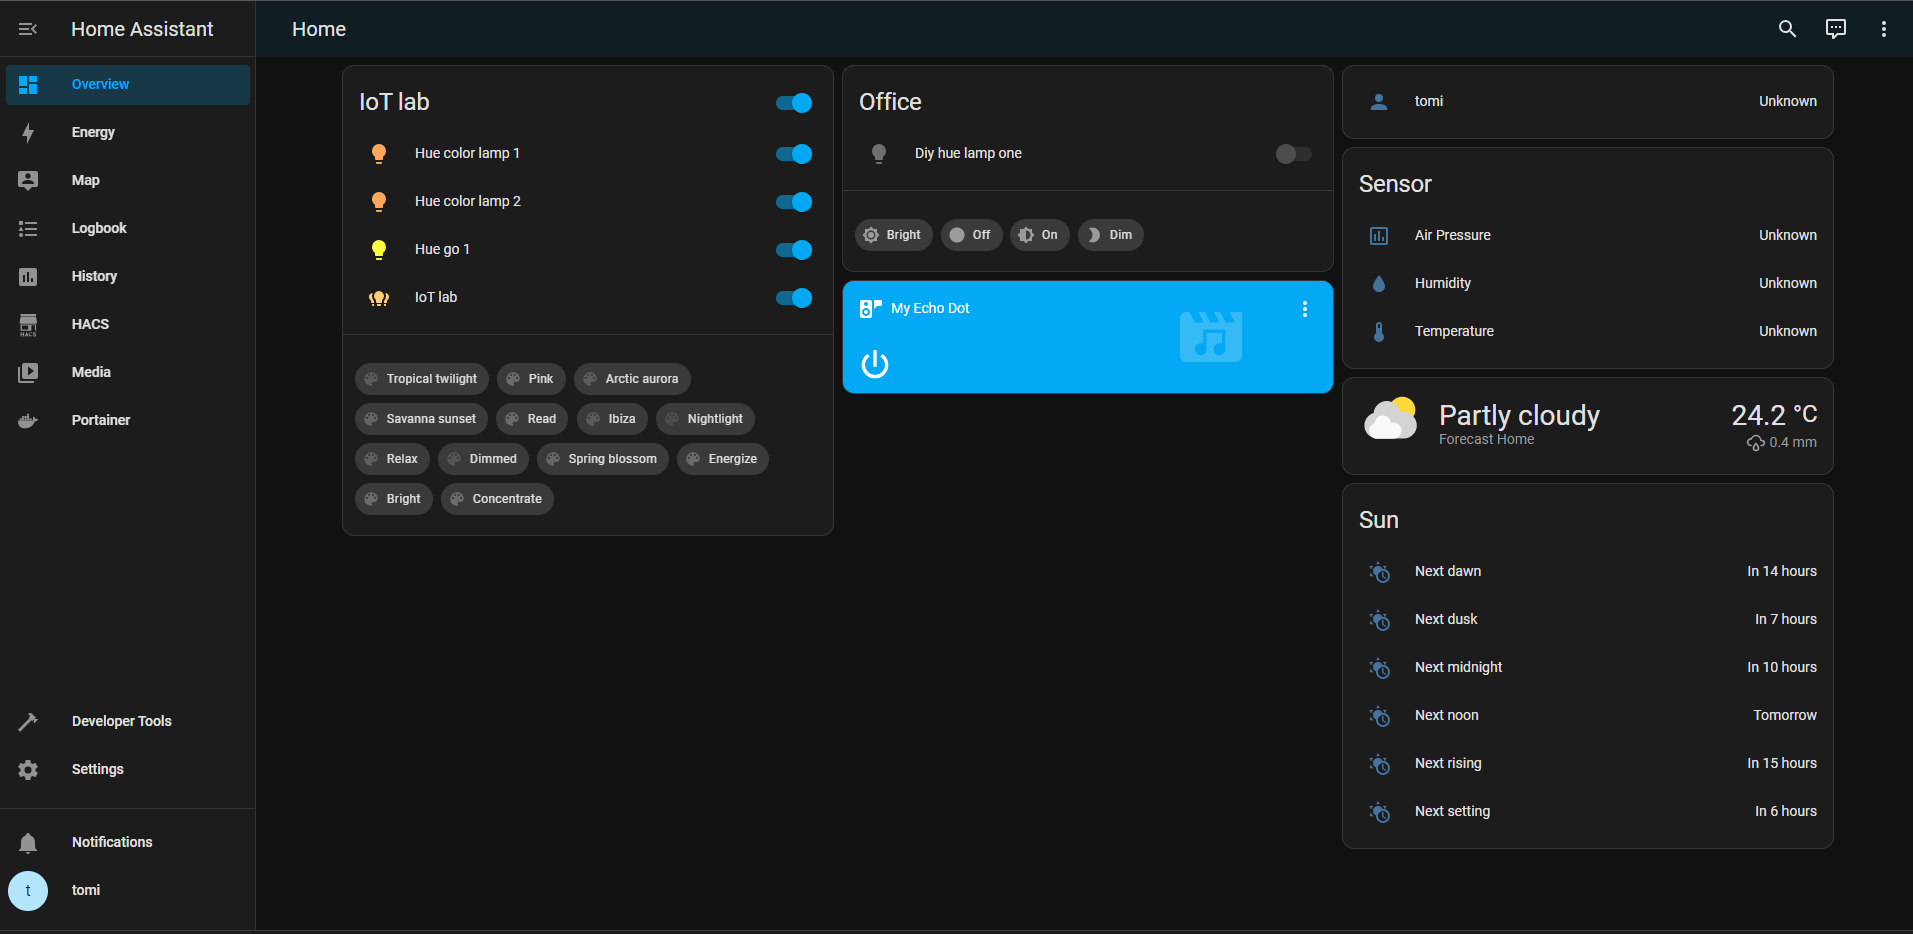 Home Assistant
Overview
Energy
Map
Logbook
History
HACS
HACS
Media
Portainer
Developer Tools
Settings
Notifications
t tomi
Home
IoT lab
Hue color lamp 1
Hue color lamp 2
Hue go 1
IoT lab
Tropical twilight Pink Arctic aurora
Savanna sunset Read Ibiza Nightlight
Relax Dimmed Spring blossom Energize
Bright Concentrate
Office
Diy hue lamp one
Bright Off On Dim
My Echo Dot
tomi Unknown
Sensor
Air Pressure Unknown
Humidity Unknown
Temperature Unknown
Partly cloudy 24.2 °C
Forecast Home 0.4 mm
Sun
Next dawn In 14 hours
Next dusk In 7 hours
Next midnight In 10 hours
Next noon Tomorrow
Next rising In 15 hours
Next setting In 6 hours